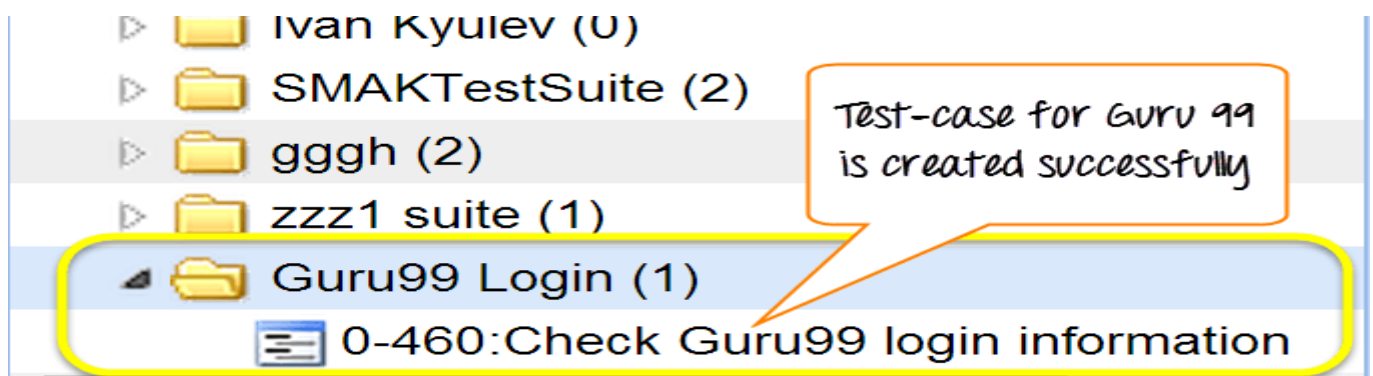 Ivan Kyulev (0)
SMAKTestSuite (2)
gggh (2)
zzz1 suite (1)
Guru99 Login (1)
0-460:Check Guru99 login information
Test-case for Guru 99
is created successfully